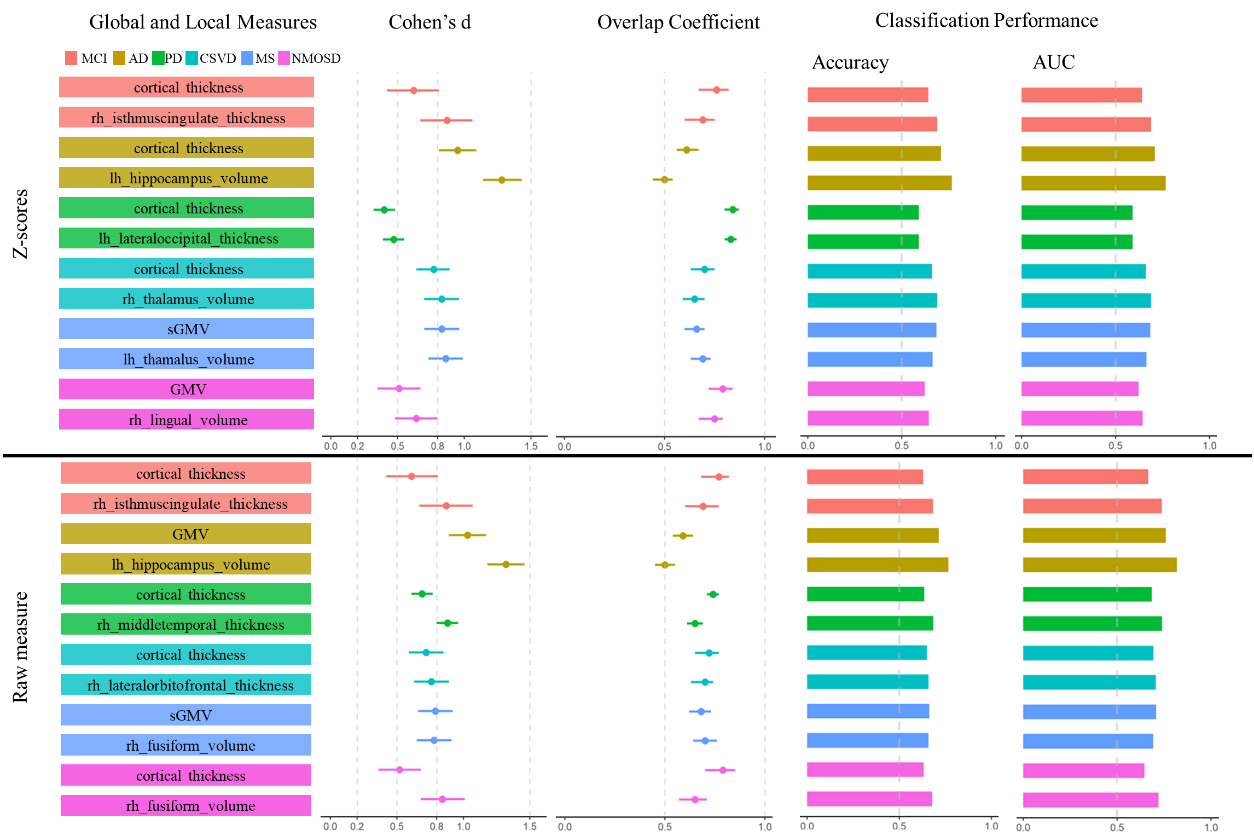 Global and Local Measures Cohen's d Overlap Coefficient Classification Performance
MCI AD PD CSVD MS NMOSD
Accuracy AUC
Z-scores
cortical thickness
rh_isthmuscingulate_thickness
cortical thickness
lh_hippocampus_volume
cortical thickness
lh_lateraloccipital_thickness
cortical thickness
rh_thalamus_volume
sGMV
lh_thamalus_volume
GMV
rh_lingual_volume
0.0 0.2 0.5 0.8 1.0 1.5 0.0 0.5 1.0 0.0 0.5 1.0 0.0 0.5 1.0
Raw measure
cortical thickness
rh_isthmuscingulate_thickness
GMV
lh_hippocampus_volume
cortical thickness
rh_middletemporal_thickness
cortical thickness
rh_lateralorbitofrontal_thickness
sGMV
rh_fusiform_volume
cortical thickness
rh_fusiform_volume
0.0 0.2 0.5 0.8 1.0 1.5 0.0 0.5 1.0 0.0 0.5 1.0 0.0 0.5 1.0